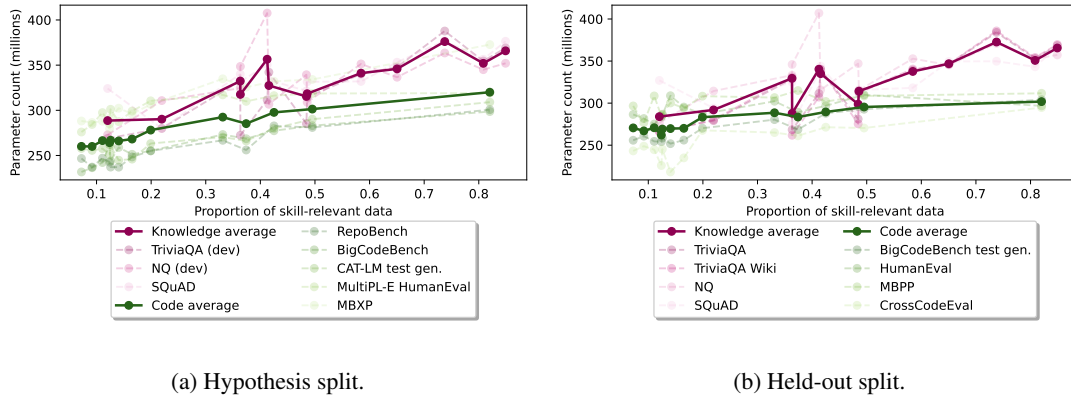 Parameter count (millions)
400
350
300
250
0.1 0.2 0.3 0.4 0.5 0.6 0.7 0.8
Proportion of skill-relevant data
Knowledge average
TriviaQA (dev)
NQ (dev)
SQuAD
Code average
RepoBench
BigCodeBench
CAT-LM test gen.
MultiPL-E HumanEval
MBXP
(a) Hypothesis split.
Parameter count (millions)
400
350
300
250
0.1 0.2 0.3 0.4 0.5 0.6 0.7 0.8
Proportion of skill-relevant data
Knowledge average
TriviaQA
TriviaQA Wiki
NQ
SQuAD
Code average
BigCodeBench test gen.
HumanEval
MBPP
CrossCodeEval
(b) Held-out split.